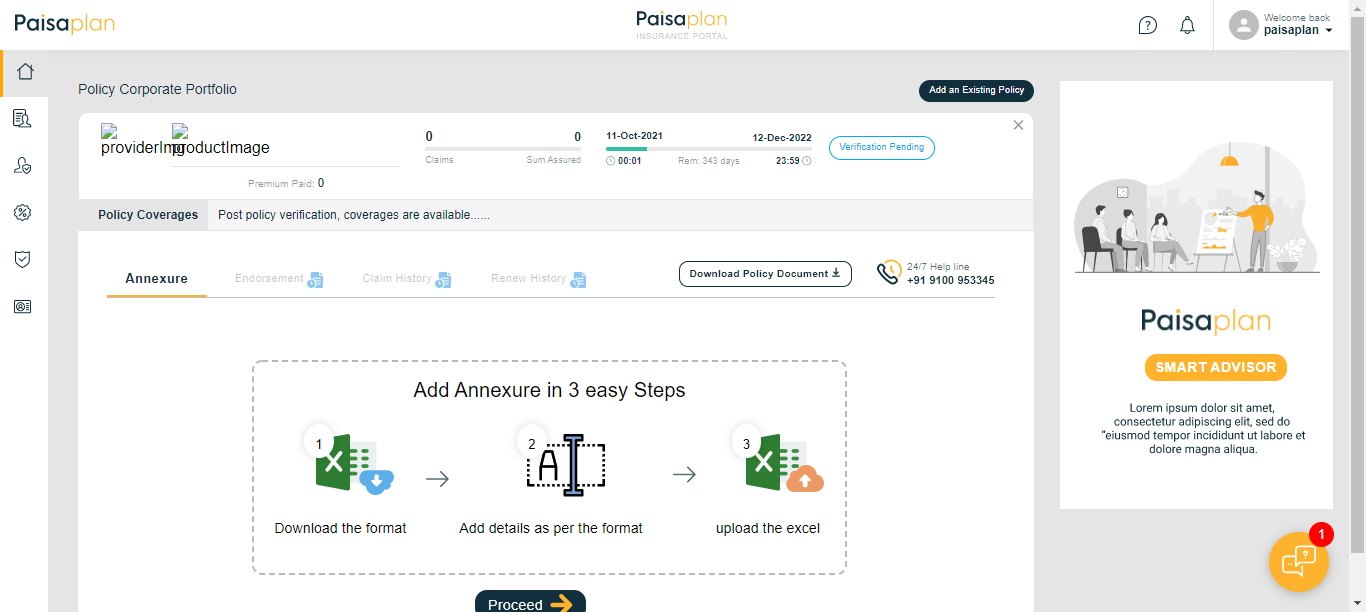 Paisaplan
Paisaplan
INSURANCE PORTAL
?
Welcome back
paisaplan
Policy Corporate Portfolio
Add an Existing Policy
providerImg
productImage
Premium Paid: 0
0
0
Claims
Sum Assured
11-Oct-2021
12-Dec-2022
00:01
Rem: 343 days
23:59
Verification Pending
Policy Coverages
Post policy verification, coverages are available......
Annexure
Endorsement
Claim History
Renew History
Download Policy Document
24/7 Help line
+91 9100 953345
Add Annexure in 3 easy Steps
1
X
2
A
3
X
Download the format
Add details as per the format
upload the excel
Proceed
Paisaplan
SMART ADVISOR
Lorem ipsum dolor sit amet,
consectetur adipiscing elit, sed do
“eiusmod tempor incididunt ut labore et
dolore magna aliqua.
1
?